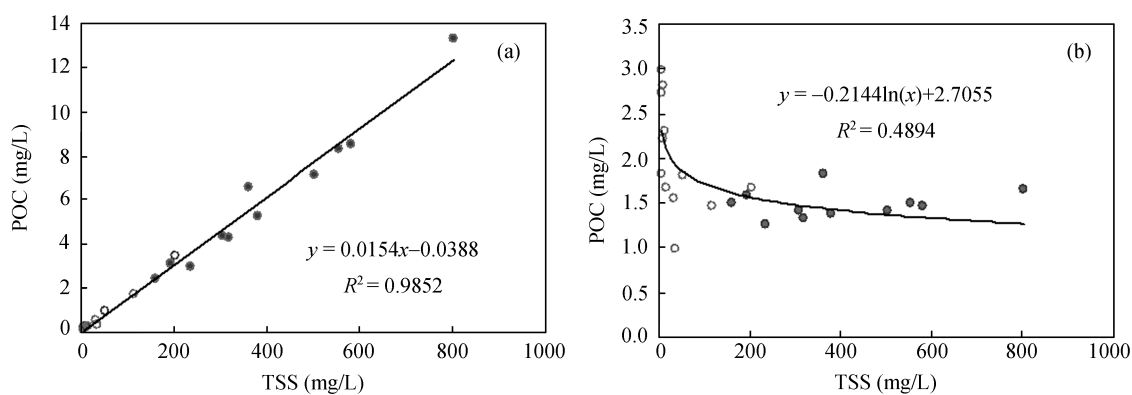 14
12
10
8
6
4
2
0
POC (mg/L)
(a)
y = 0.0154x–0.0388
R² = 0.9852
0 200 400 600 800 1000
TSS (mg/L)
3.5
3.0
2.5
2.0
1.5
1.0
0.5
0.0
POC (mg/L)
(b)
y = –0.2144ln(x)+2.7055
R² = 0.4894
0 200 400 600 800 1000
TSS (mg/L)